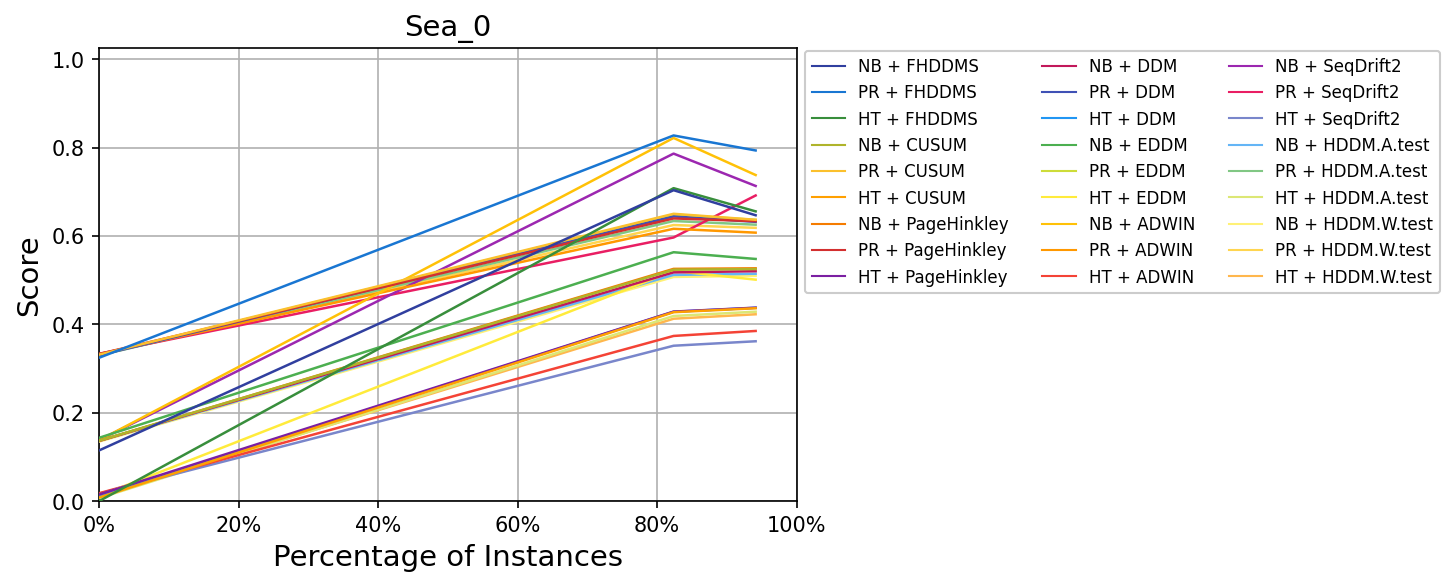 Sea_0
1.0
0.8
0.6
0.4
0.2
0.0
Score
0%
20%
40%
60%
80%
100%
Percentage of Instances
NB + FHDDMS
PR + FHDDMS
HT + FHDDMS
NB + CUSUM
PR + CUSUM
HT + CUSUM
NB + PageHinkley
PR + PageHinkley
HT + PageHinkley
NB + DDM
PR + DDM
HT + DDM
NB + EDDM
PR + EDDM
HT + EDDM
NB + ADWIN
PR + ADWIN
HT + ADWIN
NB + SeqDrift2
PR + SeqDrift2
HT + SeqDrift2
NB + HDDM.A.test
PR + HDDM.A.test
HT + HDDM.A.test
NB + HDDM.W.test
PR + HDDM.W.test
HT + HDDM.W.test